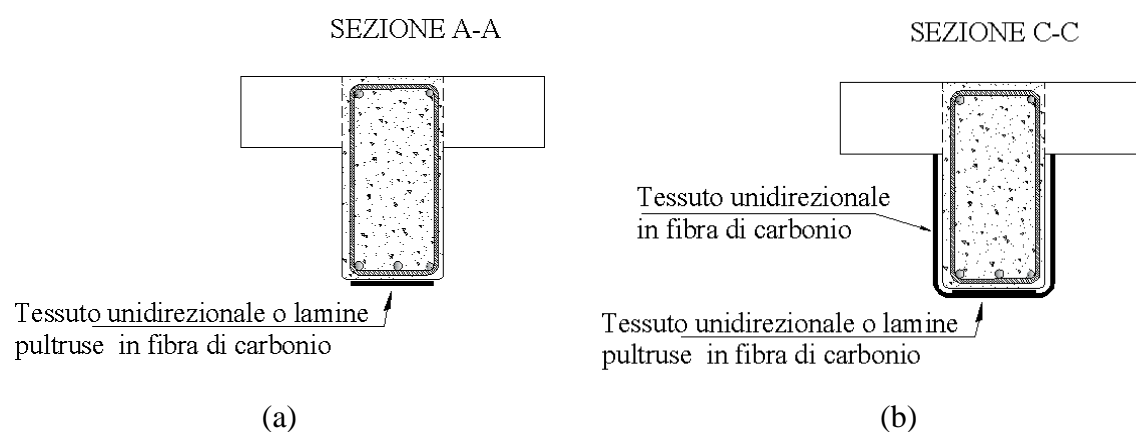 SEZIONE A-A
Tessuto unidirezionale o lamine
pultruse in fibra di carbonio
(a)
SEZIONE C-C
Tessuto unidirezionale
in fibra di carbonio
Tessuto unidirezionale o lamine
pultruse in fibra di carbonio
(b)